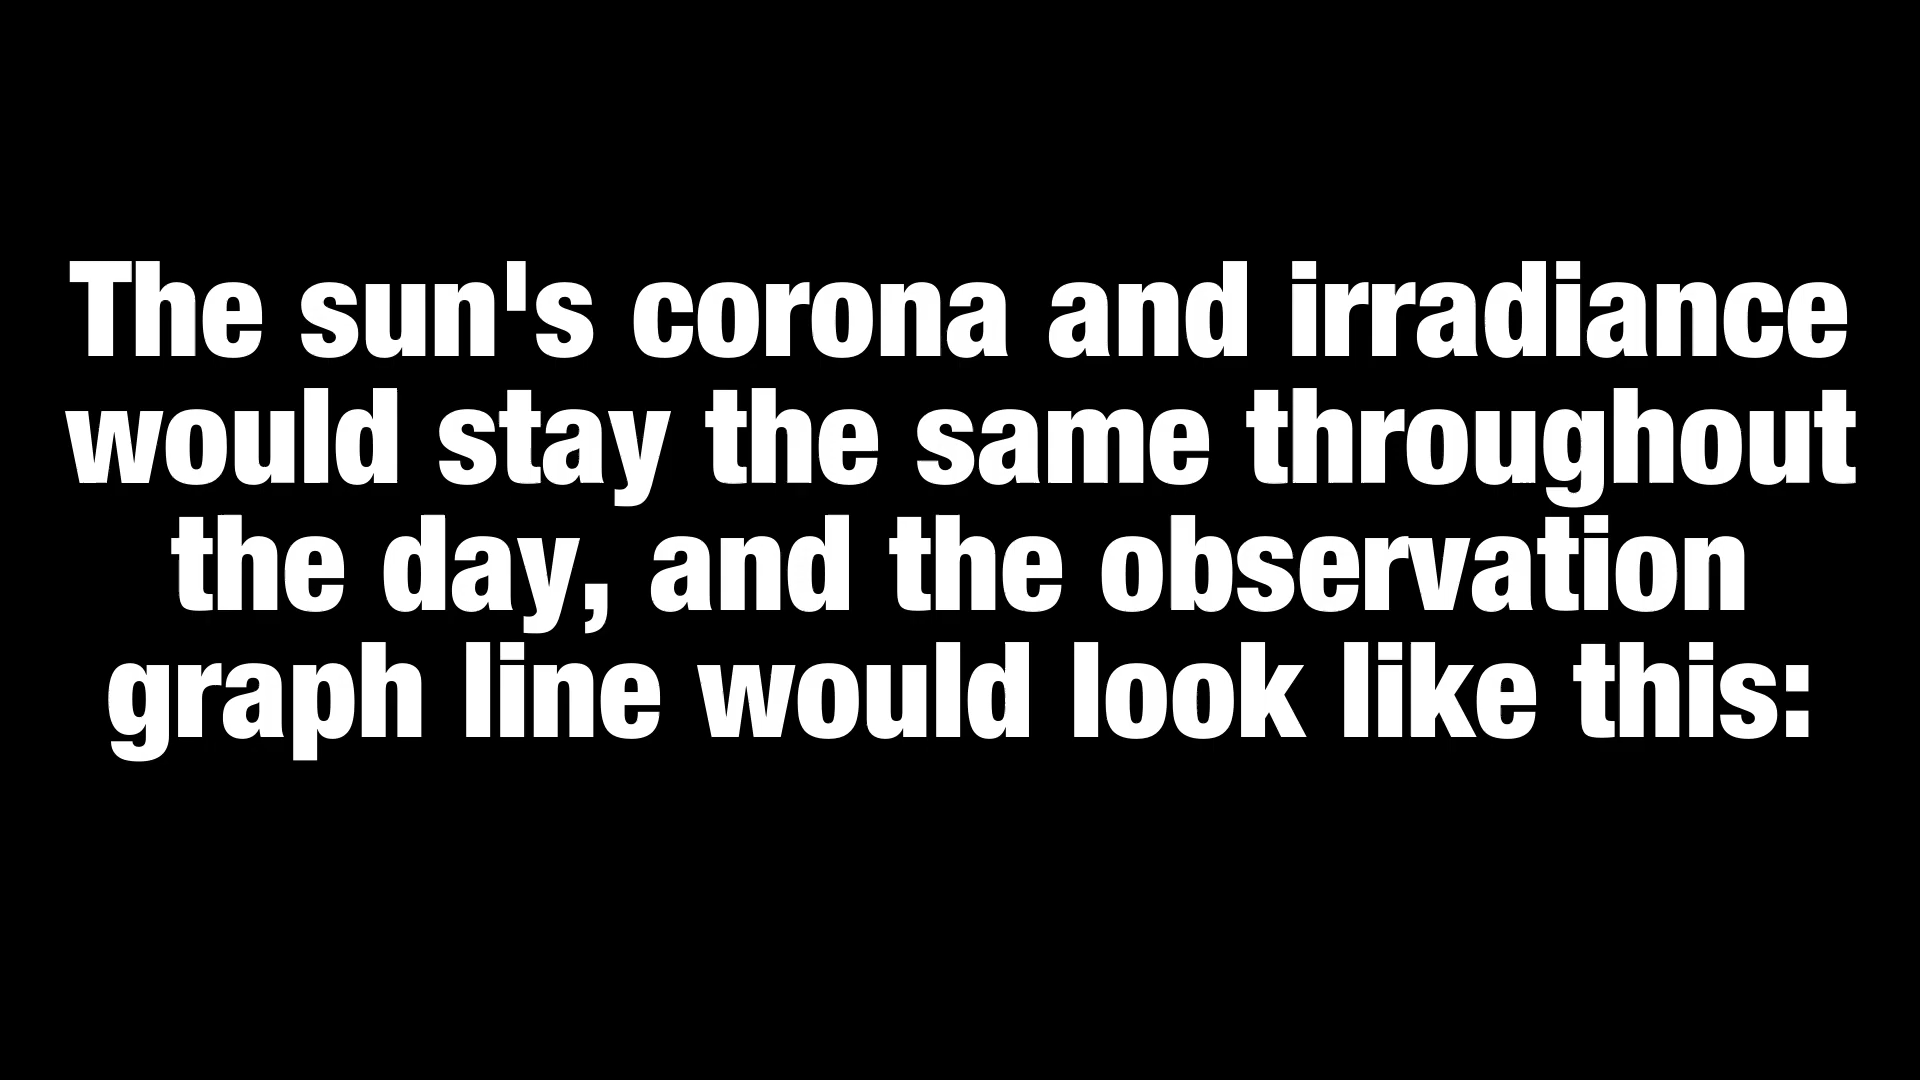 The sun's corona and irradiance
would stay the same throughout
the day, and the observation
graph line would look like this: